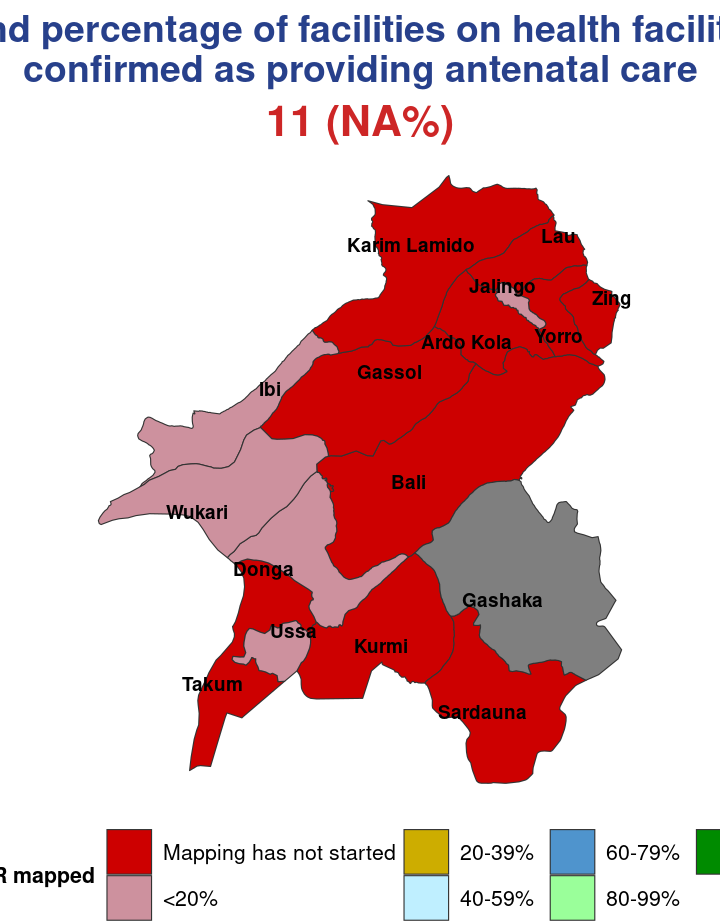 nd percentage of facilities on health facilit
confirmed as providing antenatal care
11 (NA%)
Karim Lamido
Lau
Jalingo
Zing
Yorro
Ardo Kola
Gassol
Ibi
Bali
Wukari
Donga
Gashaka
Ussa
Kurmi
Takum
Sardauna
R mapped
Mapping has not started
<20%
20-39%
40-59%
60-79%
80-99%